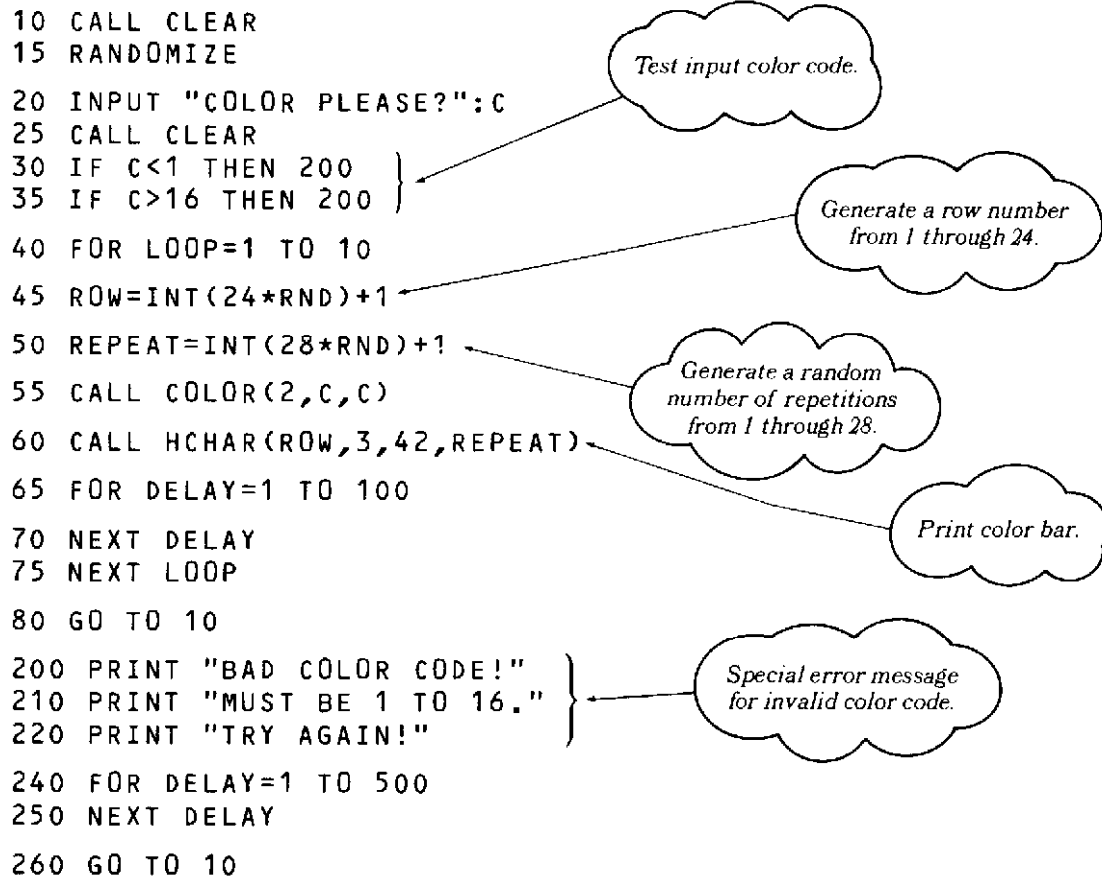 10 CALL CLEAR
15 RANDOMIZE
Test input color code.
20 INPUT "COLOR PLEASE?":C
25 CALL CLEAR
30 IF C<1 THEN 200
35 IF C>16 THEN 200
Generate a row number
from 1 through 24.
40 FOR LOOP=1 TO 10
45 ROW=INT(24*RND)+1
50 REPEAT=INT(28*RND)+1
Generate a random
number of repetitions
from 1 through 28.
55 CALL COLOR(2,C,C)
60 CALL HCHAR(ROW,3,42,REPEAT)
65 FOR DELAY=1 TO 100
Print color bar.
70 NEXT DELAY
75 NEXT LOOP
80 GO TO 10
200 PRINT "BAD COLOR CODE!"
210 PRINT "MUST BE 1 TO 16."
220 PRINT "TRY AGAIN!"
Special error message
for invalid color code.
240 FOR DELAY=1 TO 500
250 NEXT DELAY
260 GO TO 10